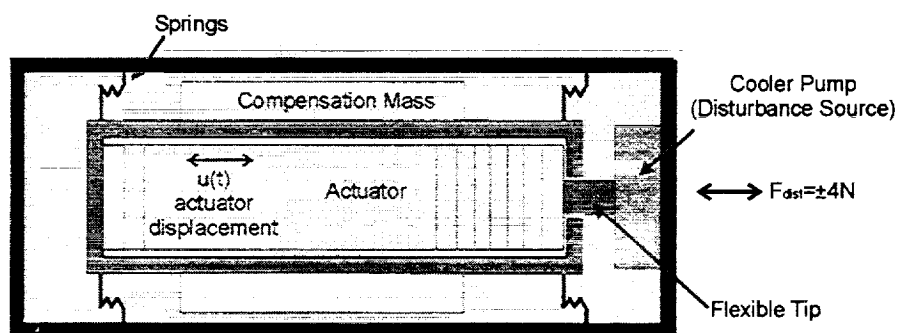 Springs
Cooler Pump
(Disturbance Source)
Compensation Mass
u(t)
actuator
displacement
Actuator
Fdist=±4N
Flexible Tip